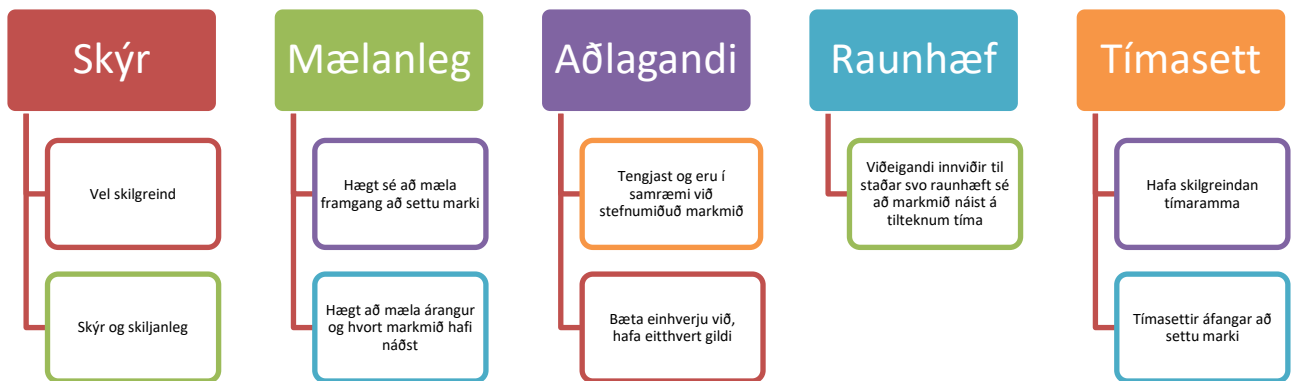 Skýr
Vel skilgreind
Skýr og skiljanleg
Mælanleg
Hægt sé að mæla
framgang að settu marki
Hægt að mæla árangur
og hvort markmið hafi
náðst
Aðlagandi
Tengjast og eru í
samræmi við
stefnumiðuð markmið
Bæta einhverju við,
hafa eitthvert gildi
Raunhæf
Viðeigandi innviðir til
staðar svo raunhæft sé
að markmið náist á
tilteknum tíma
Tímasett
Hafa skilgreindan
tímaramma
Tímasettir áfangar að
settu marki